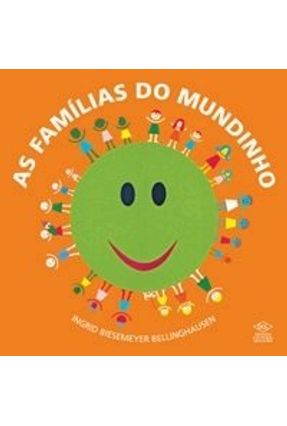 AS FAMÍLIAS DO MUNDINHO
INGRID BIESEMEYER BELLINGHAUSEN